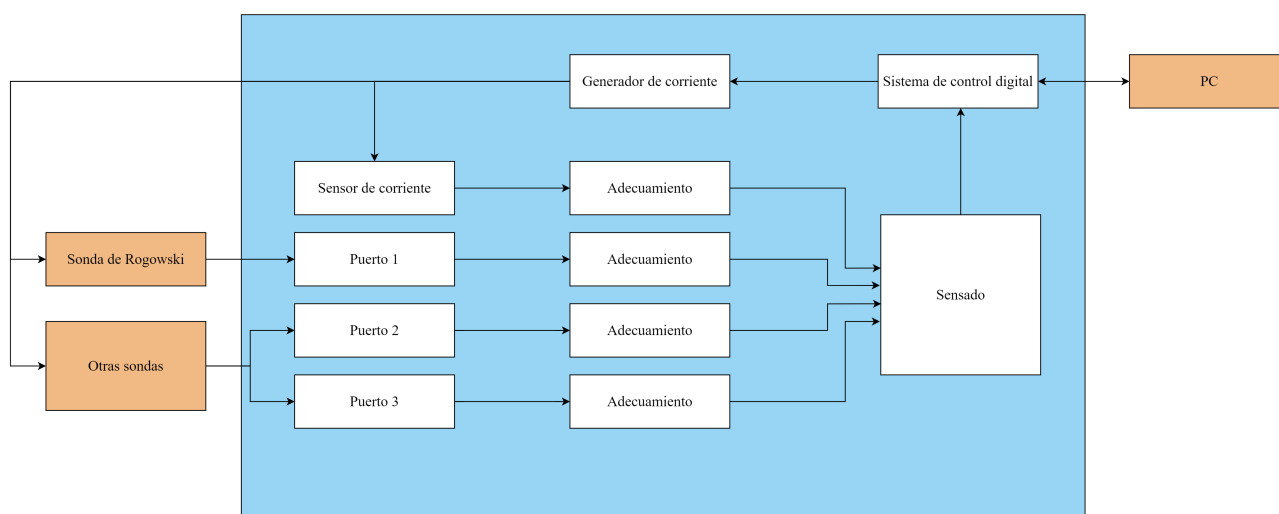 Generador de corriente
Sistema de control digital
PC
Sensor de corriente
Adecuamiento
Sonda de Rogowski
Puerto 1
Adecuamiento
Sensado
Otras sondas
Puerto 2
Adecuamiento
Puerto 3
Adecuamiento